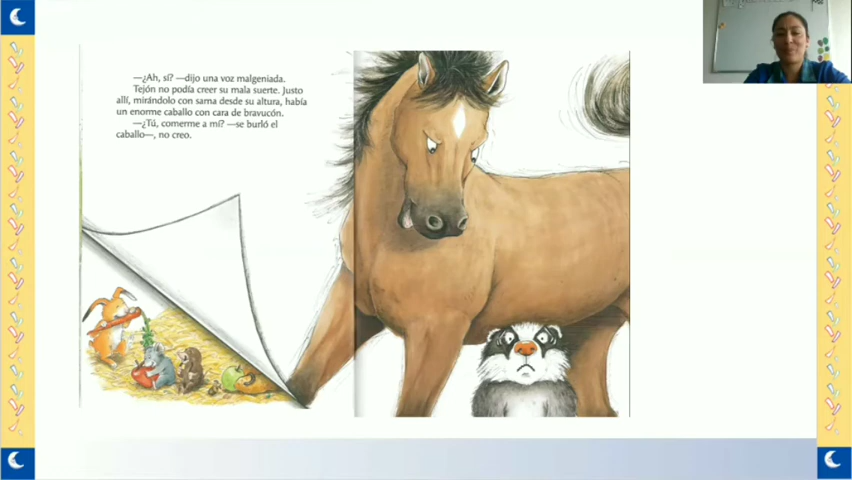 —¿Ah, sí? —dijo una voz malgeniada.
Tejón no podía creer su mala suerte. Justo
allí, mirándolo con sarna desde su altura, había
un enorme caballo con cara de bravucón.
—¿Tú, comerme a mí? —se burló el
caballo—, no creo.